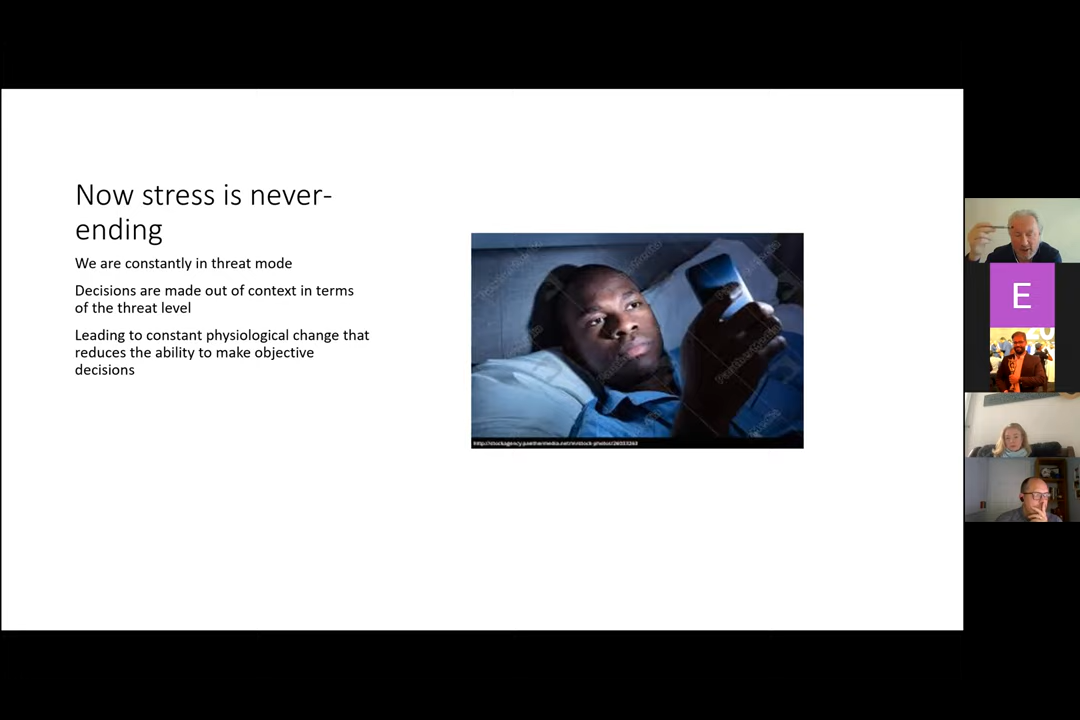 Now stress is never-
ending
We are constantly in threat mode
Decisions are made out of context in terms
of the threat level
Leading to constant physiological change that
reduces the ability to make objective
decisions
E